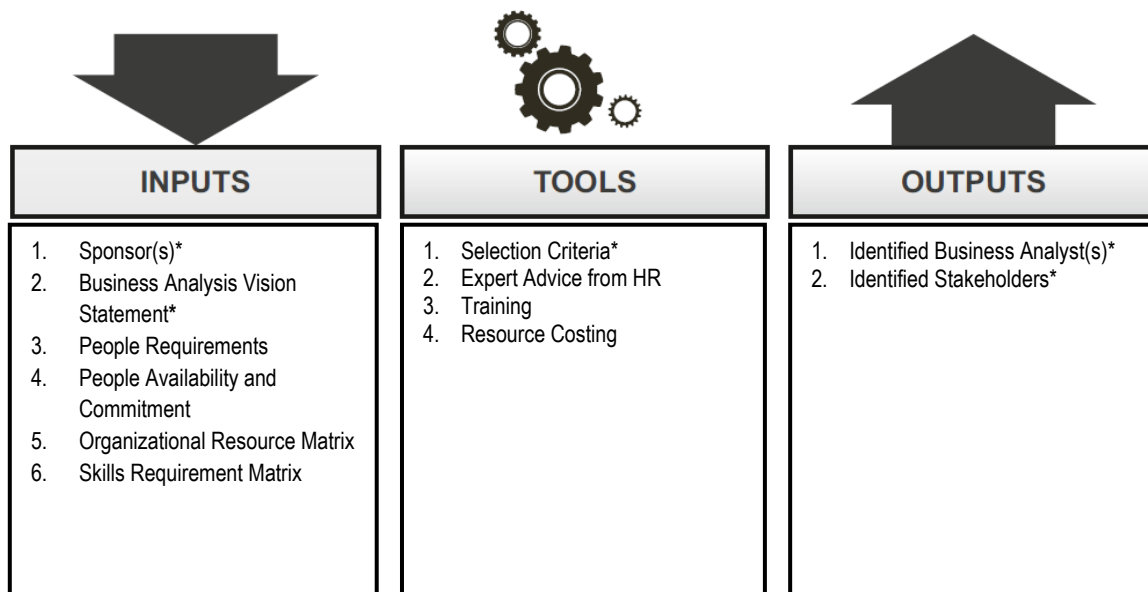 INPUTS
1. Sponsor(s)*
2. Business Analysis Vision
Statement*
3. People Requirements
4. People Availability and
Commitment
5. Organizational Resource Matrix
6. Skills Requirement Matrix
TOOLS
1. Selection Criteria*
2. Expert Advice from HR
3. Training
4. Resource Costing
OUTPUTS
1. Identified Business Analyst(s)*
2. Identified Stakeholders*